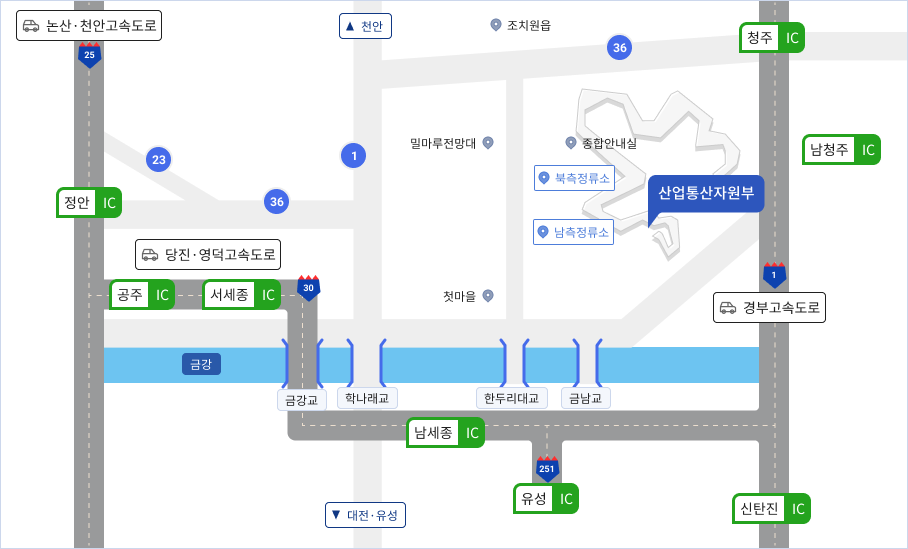 논산·천안고속도로
25
▲ 천안
조치원읍
36
청주 IC
23
1
밀마루전망대
종합안내실
남청주 IC
북측정류소
산업통산자원부
정안 IC
36
남측정류소
당진·영덕고속도로
공주 IC
서세종 IC
30
첫마을
1
경부고속도로
금강
금강교
학나래교
한두리대교
금남교
남세종 IC
251
유성 IC
▼ 대전·유성
신탄진 IC